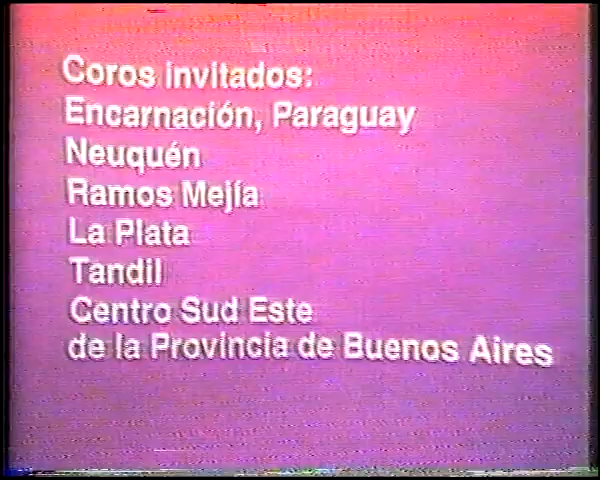 Coros invitados:
Encarnación, Paraguay
Neuquén
Ramos Mejía
La Plata
Tandil
Centro Sud Este
de la Provincia de Buenos Aires